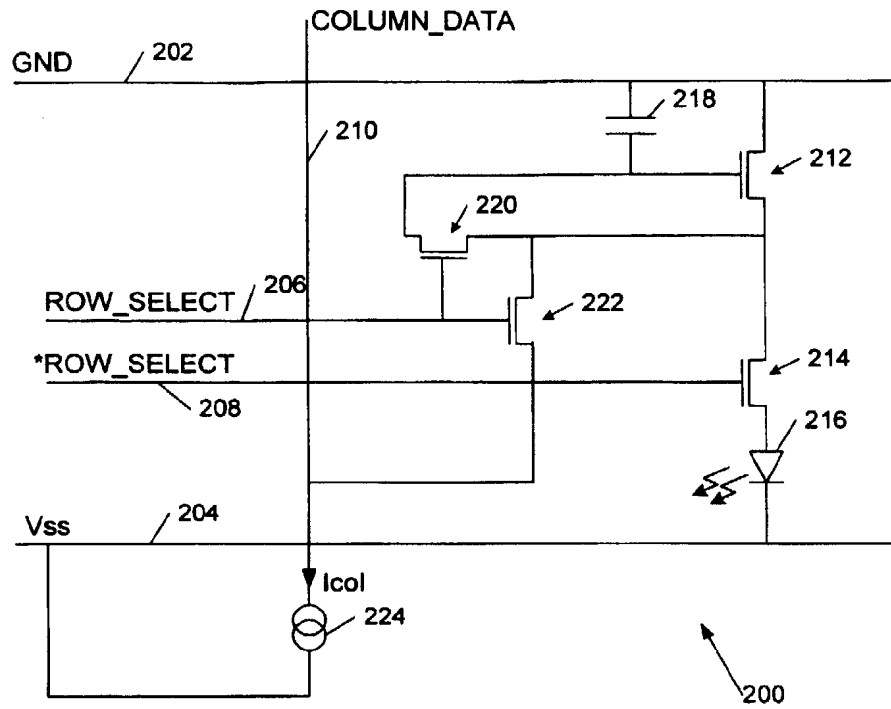 COLUMN_DATA
202
GND
218
210
212
220
206
ROW_SELECT
222
*ROW_SELECT
214
208
216
204
Vss
Icol
224
200